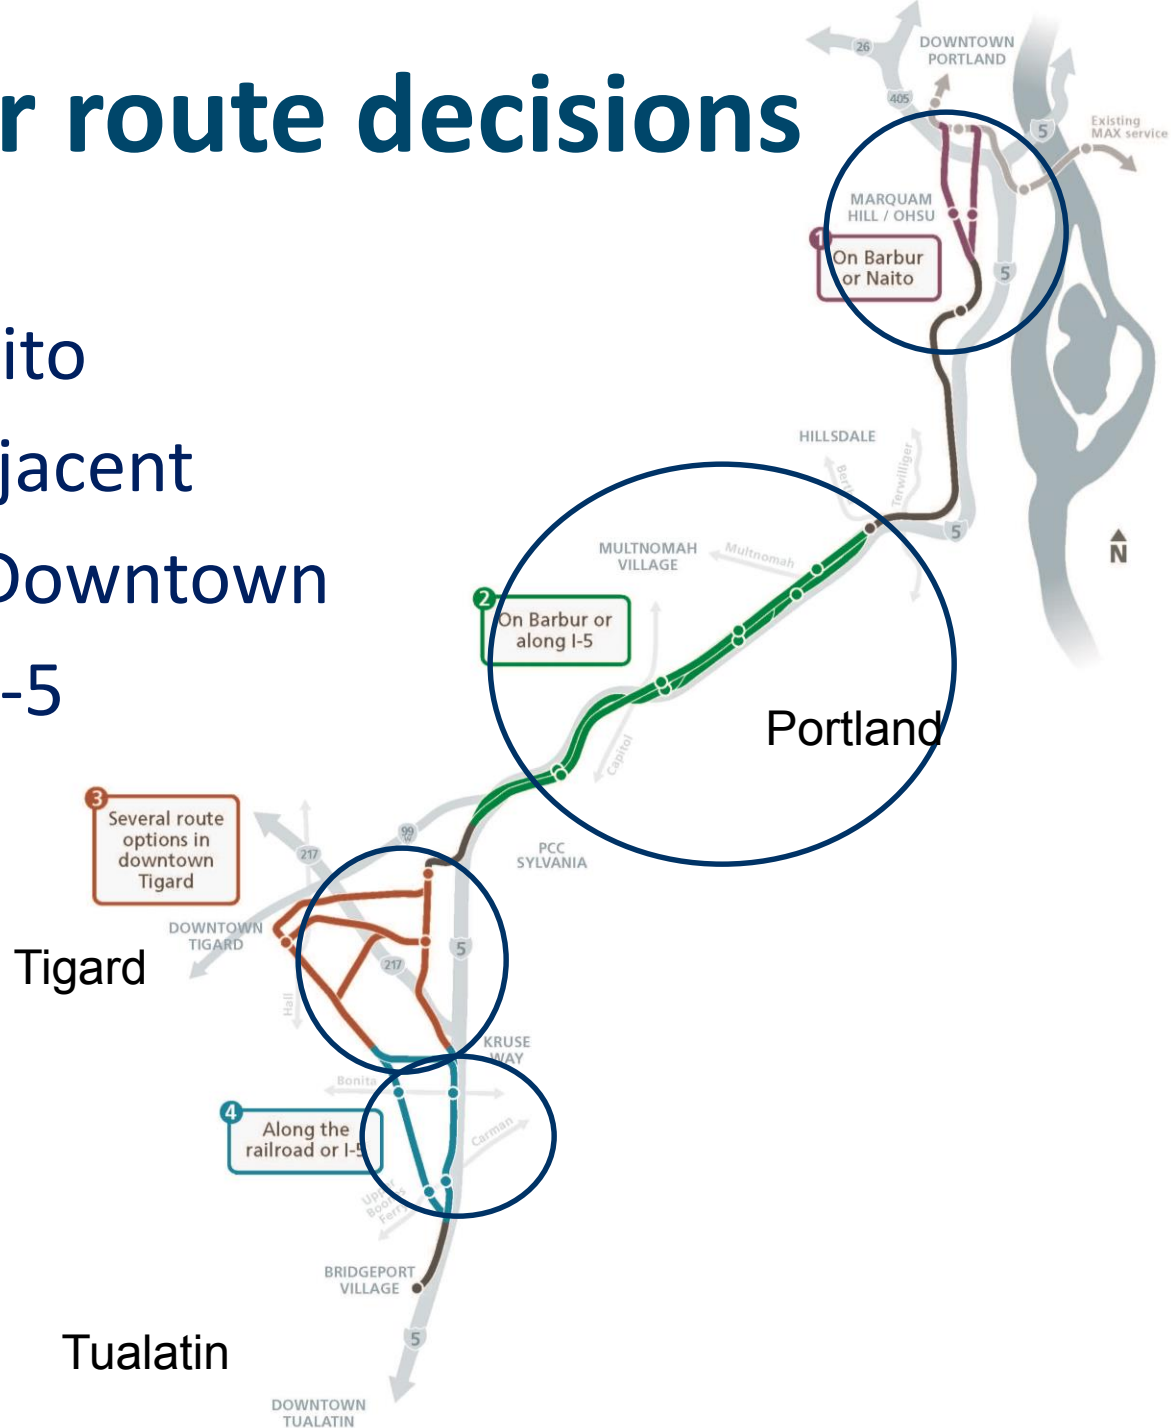 r route decisions
ito
jacent
Downtown
-5
26
DOWNTOWN
PORTLAND
405
5
Existing
MAX service
MARQUAM
HILL / OHSU
1
On Barbur
or Naito
5
HILLSDALE
Terwilliger
5
N
MULTNOMAH
VILLAGE
Multnomah
2
On Barbur or
along I-5
Portland
Capitol
3
Several route
options in
downtown
Tigard
99
217
PCC
SYLVANIA
DOWNTOWN
TIGARD
5
Tigard
217
Hall
KRUSE
WAY
Bonita
4
Along the
railroad or I-5
Carman
Upper
Boones
Ferry
BRIDGEPORT
VILLAGE
5
Tualatin
DOWNTOWN
TUALATIN